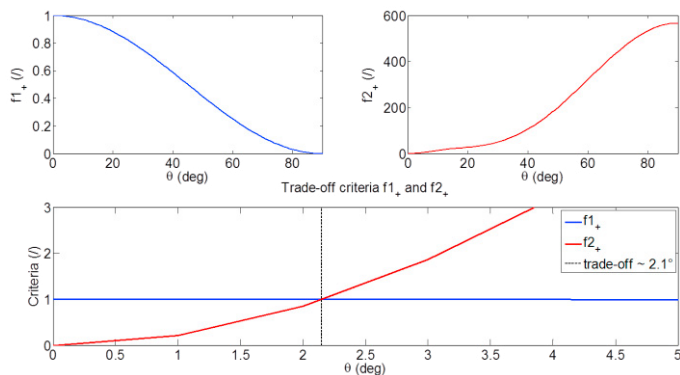 1
0.8
0.6
0.4
0.2
0
f1+ (/)
0 20 40 60 80
θ (deg)
600
400
200
0
f2+ (/)
0 20 40 60 80
θ (deg)
Trade-off criteria f1+ and f2+
3
2
1
0
Criteria (/)
0 0.5 1 1.5 2 2.5 3 3.5 4 4.5 5
θ (deg)
f1+
f2+
trade-off ~ 2.1°